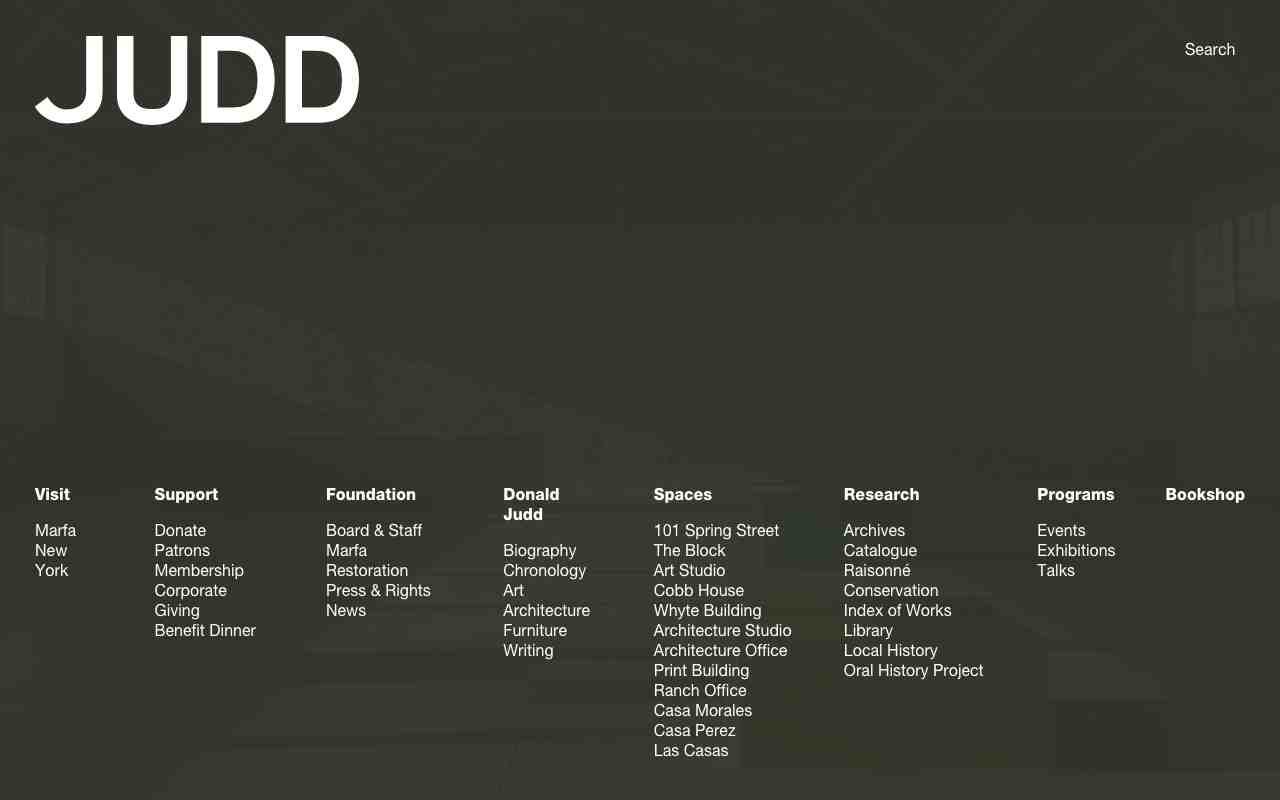 JUDD
Search
Visit
Marfa
New
York
Support
Donate
Patrons
Membership
Corporate
Giving
Benefit Dinner
Foundation
Board & Staff
Marfa
Restoration
Press & Rights
News
Donald
Judd
Biography
Chronology
Art
Architecture
Furniture
Writing
Spaces
101 Spring Street
The Block
Art Studio
Cobb House
Whyte Building
Architecture Studio
Architecture Office
Print Building
Ranch Office
Casa Morales
Casa Perez
Las Casas
Research
Archives
Catalogue
Raisonné
Conservation
Index of Works
Library
Local History
Oral History Project
Programs
Events
Exhibitions
Talks
Bookshop